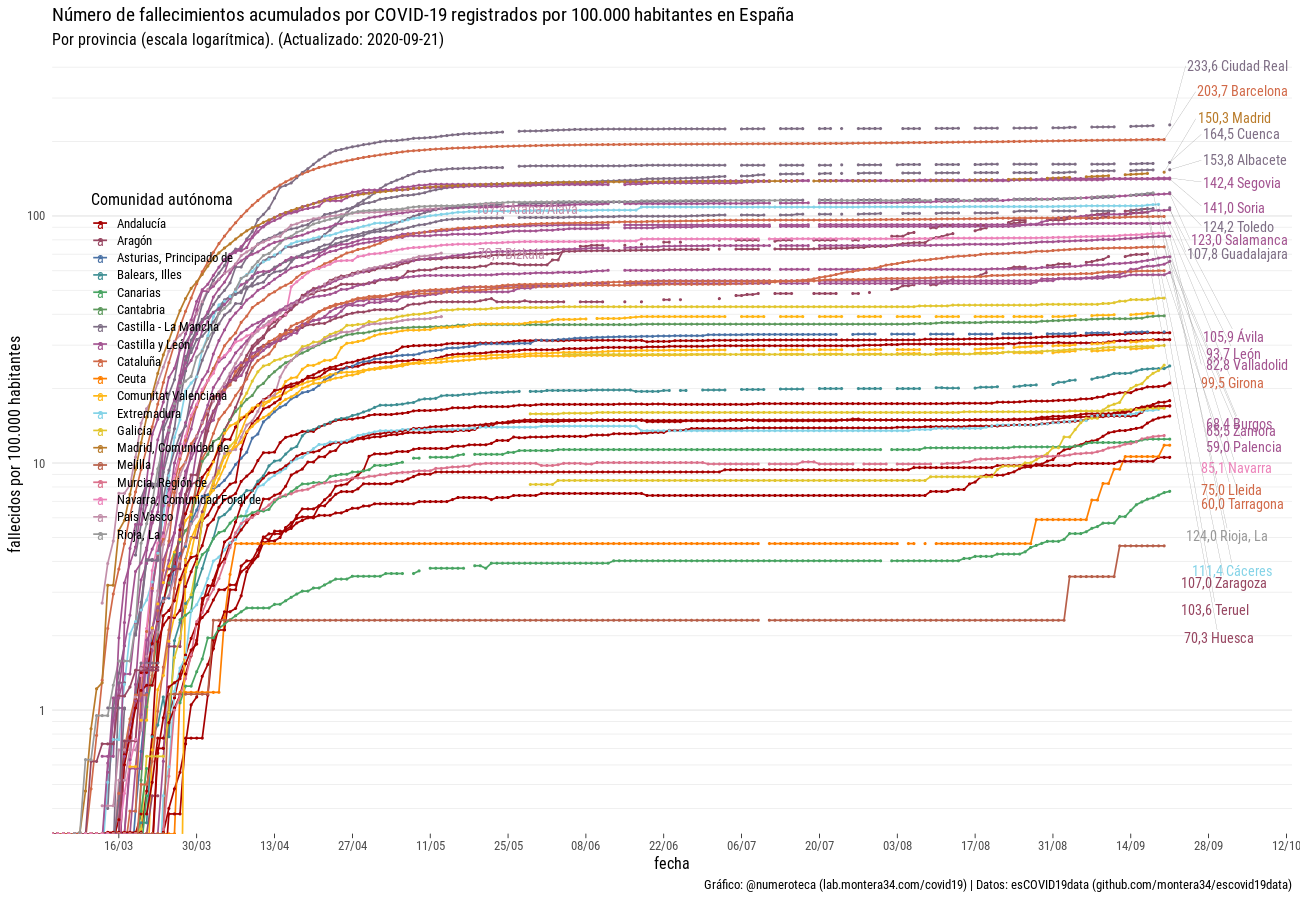 Número de fallecimientos acumulados por COVID-19 registrados por 100.000 habitantes en España
Por provincia (escala logarítmica). (Actualizado: 2020-09-21)
fallecidos por 100.000 habitantes
100
10
1
Comunidad autónoma
Andalucía
Aragón
Asturias, Principado de
Balears, Illes
Canarias
Cantabria
Castilla - La Mancha
Castilla y León
Cataluña
Ceuta
Comunitat Valenciana
Extremadura
Galicia
Madrid, Comunidad de
Melilla
Murcia, Región de
Navarra, Comunidad Foral de
País Vasco
Rioja, La
Bizkaia
233,6 Ciudad Real
203,7 Barcelona
150,3 Madrid
164,5 Cuenca
153,8 Albacete
142,4 Segovia
141,0 Soria
124,2 Toledo
123,0 Salamanca
107,8 Guadalajara
105,9 Ávila
93,7 León
82,8 Valladolid
99,5 Girona
68,4 Burgos
Zamora
59,0 Palencia
85,1 Navarra
75,0 Lleida
60,0 Tarragona
124,0 Rioja, La
111,4 Cáceres
107,0 Zaragoza
103,6 Teruel
70,3 Huesca
16/03
30/03
13/04
27/04
11/05
25/05
08/06
22/06
06/07
20/07
03/08
17/08
31/08
14/09
28/09
12/10
fecha
Gráfico: @numeroteca (lab.montera34.com/covid19) | Datos: esCOVID19data (github.com/montera34/escovid19data)